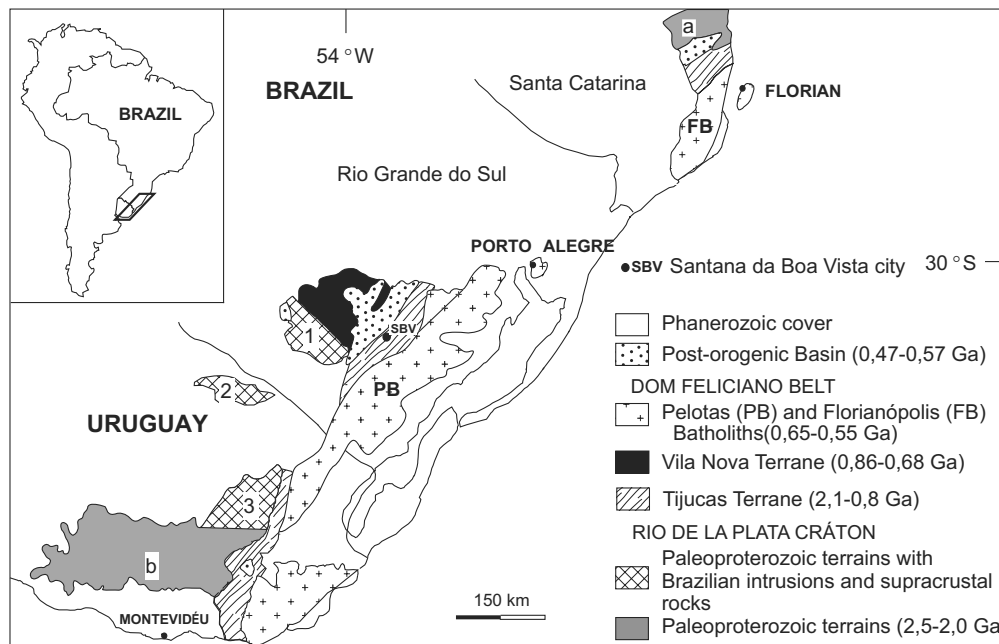 BRAZIL
54 °W
BRAZIL
Santa Catarina
a
FLORIAN
FB
Rio Grande do Sul
PORTO ALEGRE
SBV Santana da Boa Vista city
30 °S
1
SBV
2
PB
URUGUAY
3
b
MONTEVIDÉU
150 km
Phanerozoic cover
Post-orogenic Basin (0,47-0,57 Ga)
DOM FELICIANO BELT
Pelotas (PB) and Florianópolis (FB)
Batholiths(0,65-0,55 Ga)
Vila Nova Terrane (0,86-0,68 Ga)
Tijucas Terrane (2,1-0,8 Ga)
RIO DE LA PLATA CRÁTON
Paleoproterozoic terrains with
Brazilian intrusions and supracrustal
rocks
Paleoproterozoic terrains (2,5-2,0 Ga